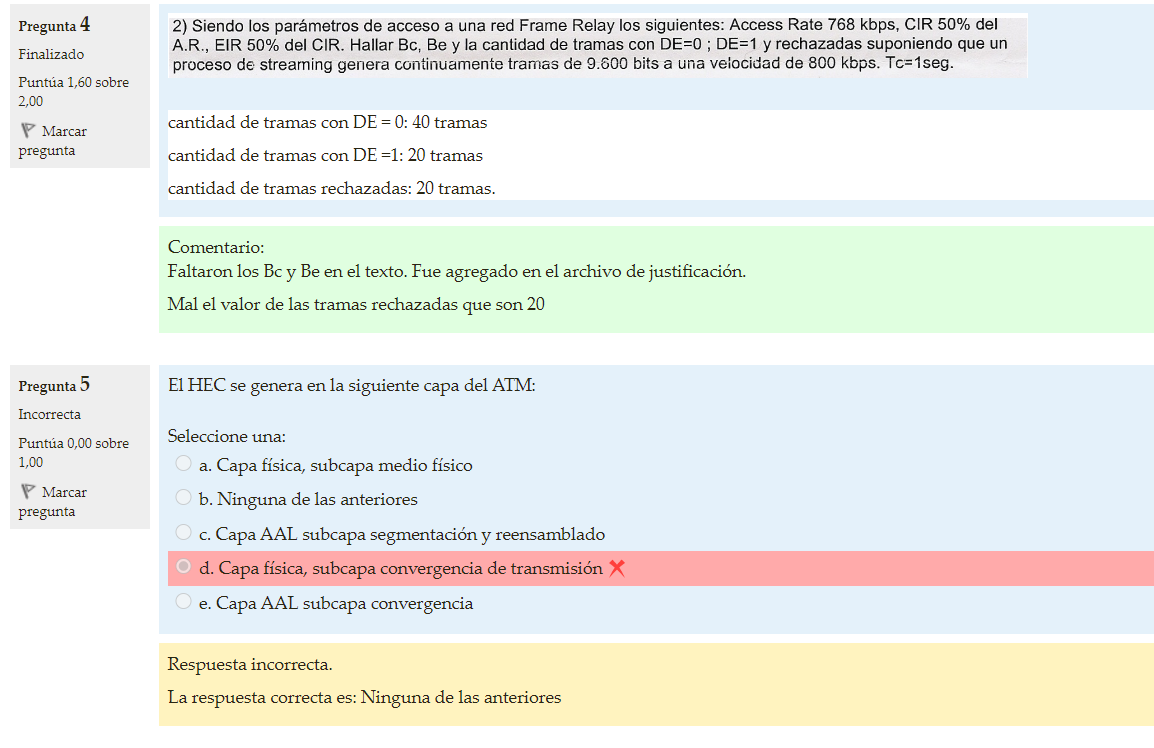 Pregunta 4
Finalizado
Puntúa 1,60 sobre
2,00
Marcar
pregunta
2) Siendo los parámetros de acceso a una red Frame Relay los siguientes: Access Rate 768 kbps, CIR 50% del
A.R., EIR 50% del CIR. Hallar Bc, Be y la cantidad de tramas con DE=0 ; DE=1 y rechazadas suponiendo que un
proceso de streaming genera continuamente tramas de 9.600 bits a una velocidad de 800 kbps. Tc=1seg.
cantidad de tramas con DE = 0: 40 tramas
cantidad de tramas con DE =1: 20 tramas
cantidad de tramas rechazadas: 20 tramas.
Comentario:
Faltaron los Bc y Be en el texto. Fue agregado en el archivo de justificación.
Mal el valor de las tramas rechazadas que son 20
Pregunta 5
Incorrecta
Puntúa 0,00 sobre
1,00
Marcar
pregunta
El HEC se genera en la siguiente capa del ATM:
Seleccione una:
a. Capa física, subcapa medio físico
b. Ninguna de las anteriores
c. Capa AAL subcapa segmentación y reensamblado
d. Capa física, subcapa convergencia de transmisión
e. Capa AAL subcapa convergencia
Respuesta incorrecta.
La respuesta correcta es: Ninguna de las anteriores